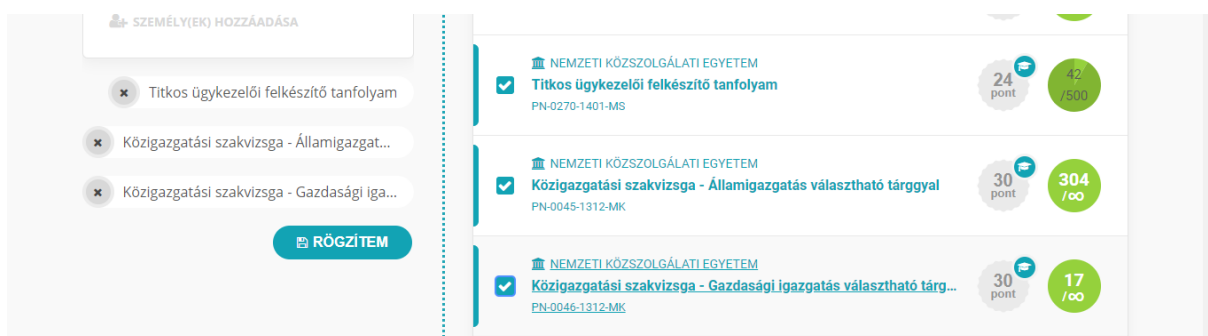 SZEMÉLY(EK) HOZZÁADÁSA
Titkos ügykezelői felkészítő tanfolyam
Közigazgatási szakvizsga - Államigazgat...
Közigazgatási szakvizsga - Gazdasági iga...
RÖGZÍTEM
NEMZETI KÖZSZOLGÁLATI EGYETEM
Titkos ügykezelői felkészítő tanfolyam
PN-0270-1401-MS
24
pont
42
/500
NEMZETI KÖZSZOLGÁLATI EGYETEM
Közigazgatási szakvizsga - Államigazgatás választható tárggyal
PN-0045-1312-MK
30
pont
304
/∞
NEMZETI KÖZSZOLGÁLATI EGYETEM
Közigazgatási szakvizsga - Gazdasági igazgatás választható tárg...
PN-0046-1312-MK
30
pont
17
/∞